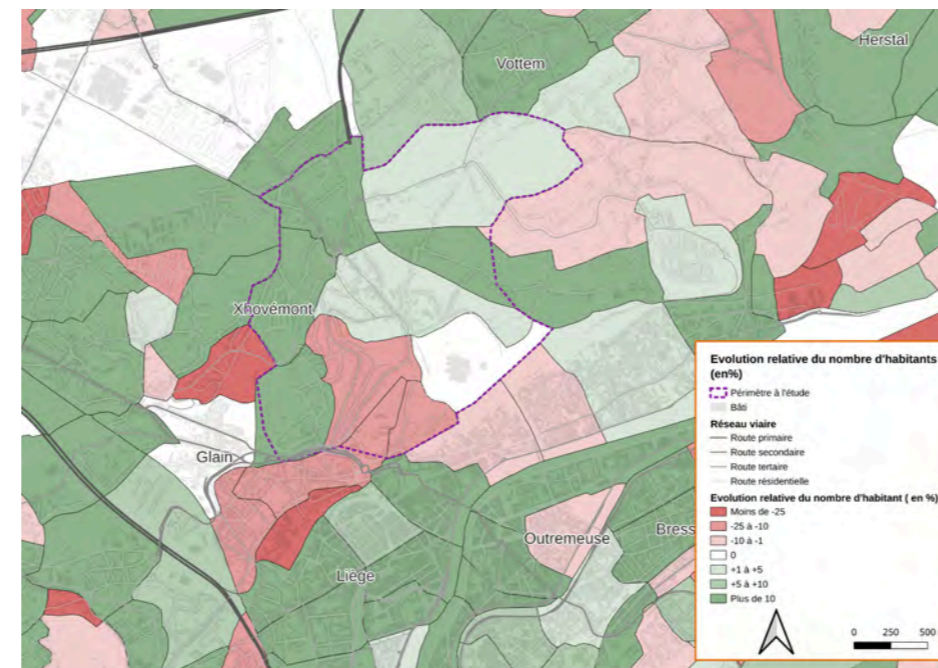 Herstal
Vottem
Xhovémont
Glain
Outremeuse
Bress
Liège
Evolution relative du nombre d'habitants
(en%)
Périmètre à l'étude
Bâti
Réseau viaire
Route primaire
Route secondaire
Route tertaire
Route résidentielle
Evolution relative du nombre d'habitant ( en %)
Moins de -25
-25 à -10
-10 à -1
0
+1 à +5
+5 à +10
Plus de 10
0 250 500